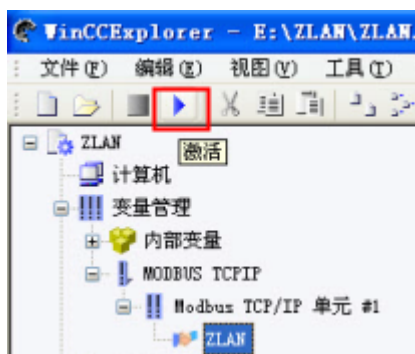 WinCCExplorer - E:\ZLAN\ZLAN.
文件(F) 编辑(E) 视图(V) 工具(T)
ZLAN
激活
计算机
变量管理
内部变量
MODBUS TCPIP
Modbus TCP/IP 单元 #1
ZLAN